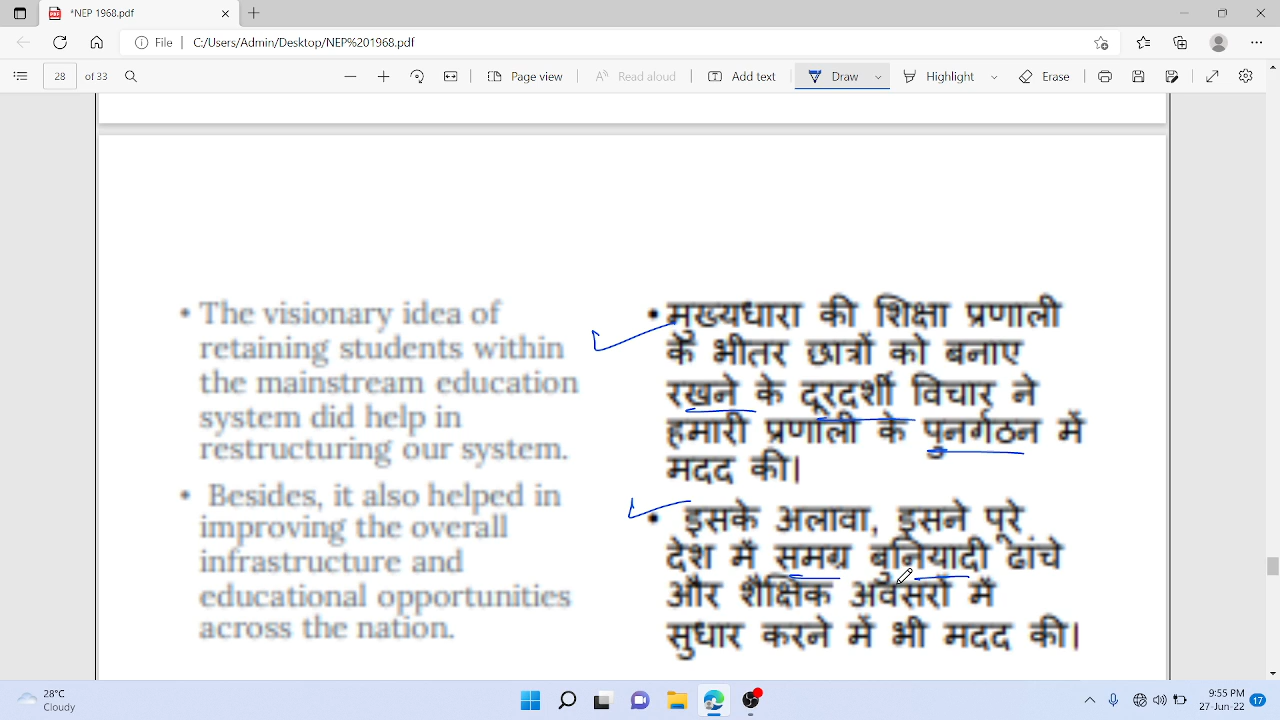 *NEP 1968.pdf
File C:/Users/Admin/Desktop/NEP%201968.pdf
28 of 33 Page view Read aloud Add text Draw Highlight Erase
• The visionary idea of
retaining students within
the mainstream education
system did help in
restructuring our system.
• Besides, it also helped in
improving the overall
infrastructure and
educational opportunities
across the nation.
• मुख्यधारा की शिक्षा प्रणाली
के भीतर छात्रों को बनाए
रखने के दूरदर्शी विचार ने
हमारी प्रणाली के पुनर्गठन में
मदद की।
• इसके अलावा, इसने पूरे
देश में समग्र बुनियादी ढांचे
और शैक्षिक अवसरों में
सुधार करने में भी मदद की।
28°C
Cloudy
9:59 PM
27-Jun-22
17